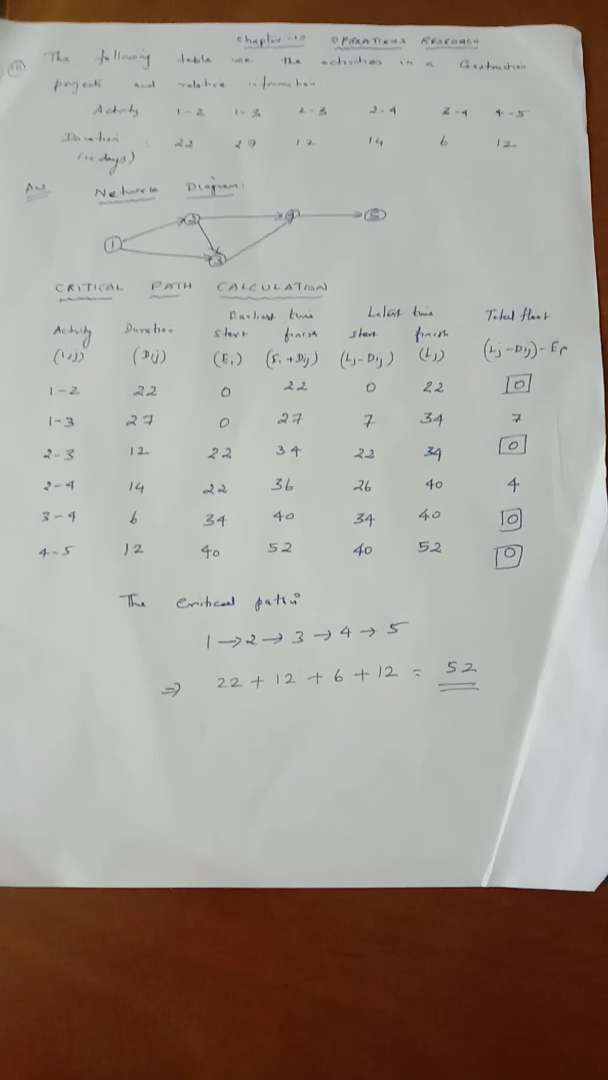 Chapter-10 OPERATIONS RESEARCH
10 The following table use the activities in a Construction
projects and relative information.
Activity 1-2 1-3 2-3 2-4 3-4 4-5
Duration 22 27 12 14 6 12
(in days)
Ans Network Diagram:
1 2 3 4 5
CRITICAL PATH CALCULATION
Earliest time Latest time Total float
Activity Duration start finish start finish
(i,j) (Dij) (Ei) (Ei + Dij) (Lj-Dij) (Lj) (Lj-Dij)-Ei
1-2 22 0 22 0 22 0
1-3 27 0 27 7 34 7
2-3 12 22 34 22 34 0
2-4 14 22 36 26 40 4
3-4 6 34 40 34 40 0
4-5 12 40 52 40 52 0
The critical path is
1 → 2 → 3 → 4 → 5
⇒ 22 + 12 + 6 + 12 = 52